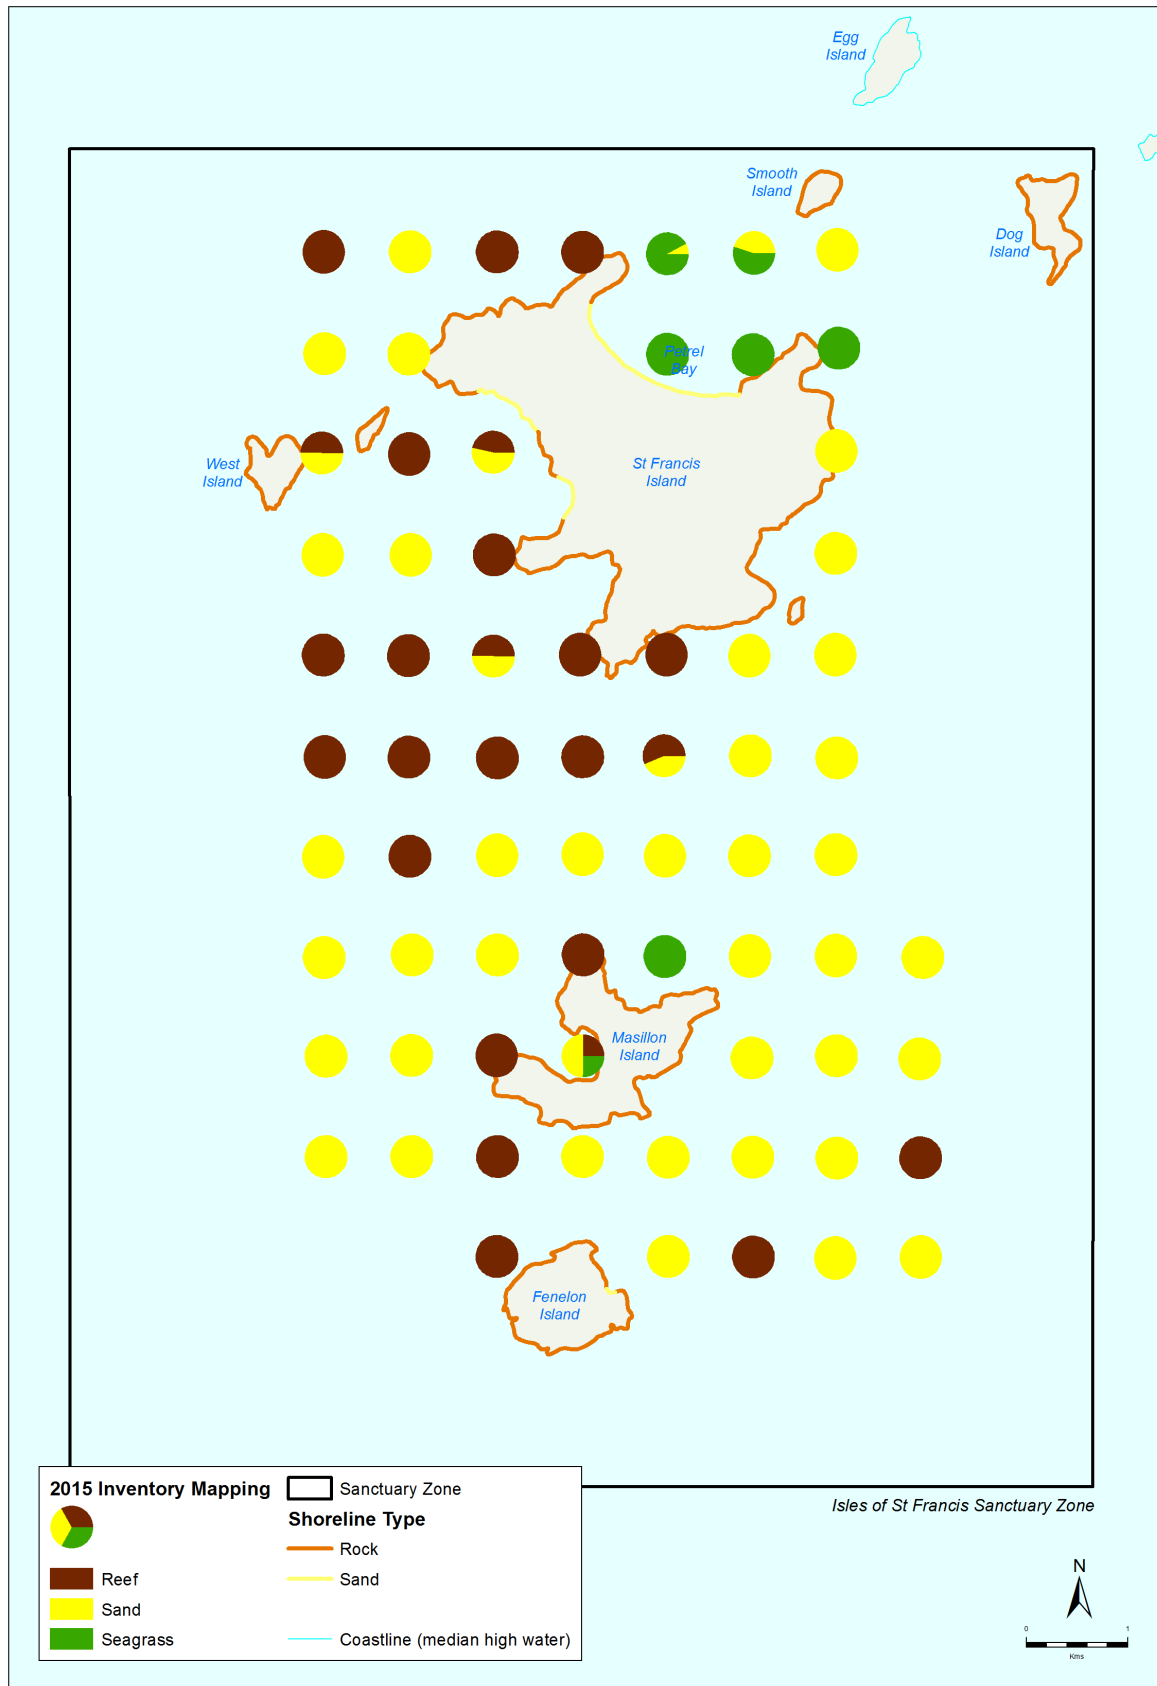 Egg
Island
Smooth
Island
Dog
Island
Petrel
Bay
West
Island
St Francis
Island
Masillon
Island
Fenelon
Island
2015 Inventory Mapping
Reef
Sand
Seagrass
Sanctuary Zone
Shoreline Type
Rock
Sand
Coastline (median high water)
Isles of St Francis Sanctuary Zone
N
0 1
Kms